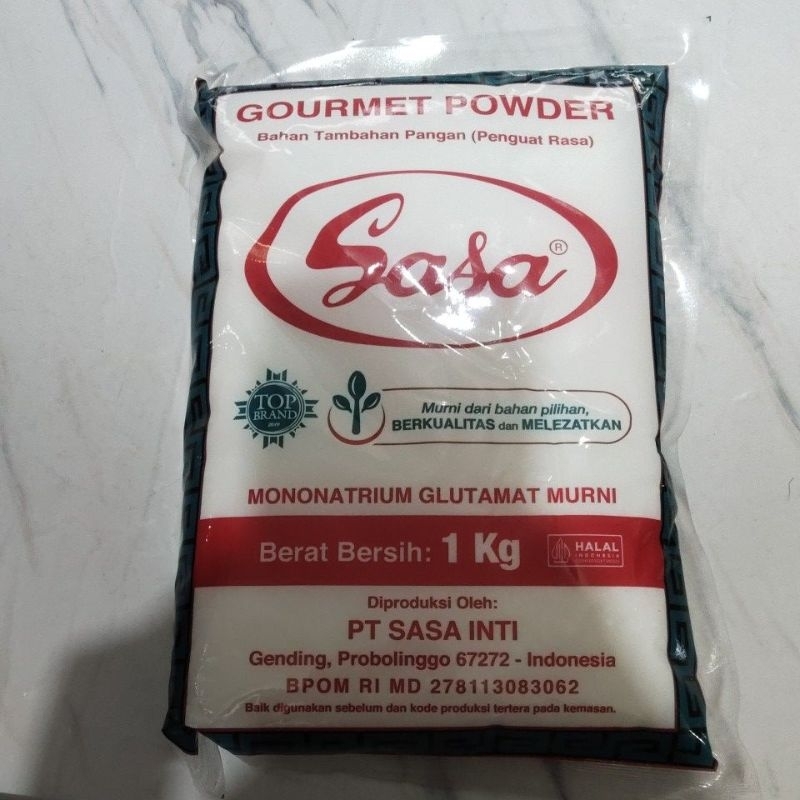 GOURMET POWDER
Bahan Tambahan Pangan (Penguat Rasa)
Sasa ®
TOP
BRAND
2019
Murni dari bahan pilihan,
BERKUALITAS dan MELEZATKAN
MONONATRIUM GLUTAMAT MURNI
Berat Bersih: 1 Kg
HALAL
INDONESIA
Diproduksi Oleh:
PT SASA INTI
Gending, Probolinggo 67272 - Indonesia
BPOM RI MD 278113083062
Baik digunakan sebelum dan kode produksi tertera pada kemasan.